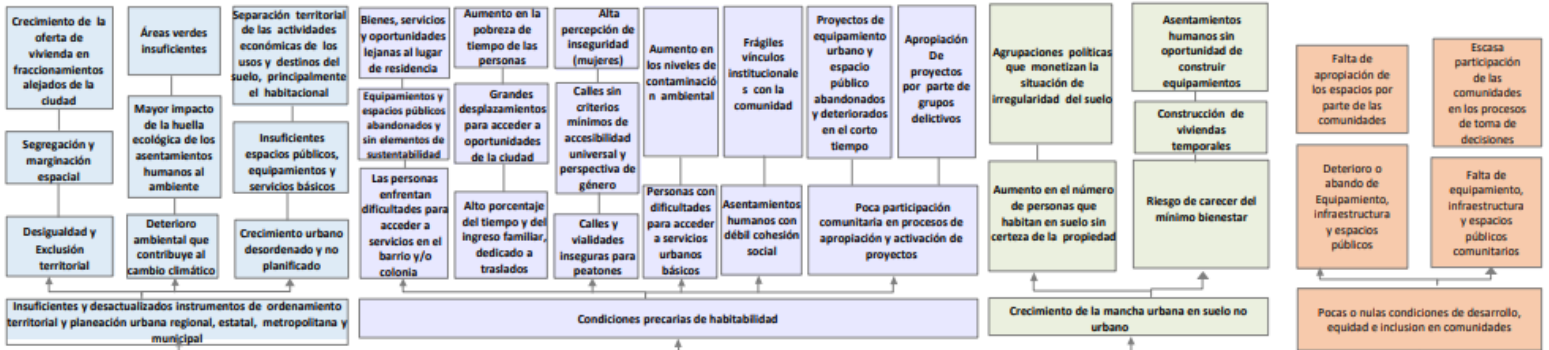 Crecimiento de la
oferta de
vivienda en
fraccionamientos
alejados de la
ciudad
Segregación y
marginación
espacial
Desigualdad y
Exclusión
territorial
Áreas verdes
insuficientes
Mayor impacto
de la huella
ecológica de los
asentamientos
humanos al
ambiente
Deterioro
ambiental que
contribuye al
cambio climático
Separación territorial
de las actividades
económicas de los
usos y destinos del
suelo, principalmente
el habitacional
Insuficientes
espacios públicos,
equipamientos y
servicios básicos
Crecimiento urbano
desordenado y no
planificado
Insuficientes y desactualizados instrumentos de ordenamiento
territorial y planeación urbana regional, estatal, metropolitana y
municipal
Bienes, servicios
y oportunidades
lejanas al lugar
de residencia
Equipamientos y
espacios públicos
abandonados y
sin elementos de
sustentabilidad
Las personas
enfrentan
dificultades para
acceder a
servicios en el
barrio y/o
colonia
Aumento en la
pobreza de
tiempo de las
personas
Grandes
desplazamientos
para acceder a
oportunidades
de la ciudad
Alto porcentaje
del tiempo y del
ingreso familiar,
dedicado a
traslados
Alta
percepción de
inseguridad
(mujeres)
Calles sin
criterios
mínimos de
accesibilidad
universal y
perspectiva de
género
Calles y
vialidades
inseguras para
peatones
Aumento en
los niveles de
contaminació
n ambiental
Personas con
dificultades
para acceder
a servicios
urbanos
básicos
Frágiles
vínculos
institucionale
s con la
comunidad
Asentamientos
humanos con
débil cohesión
social
Proyectos de
equipamiento
urbano y
espacio
público
abandonados
y deteriorados
en el corto
tiempo
Apropiación
De
proyectos
por parte de
grupos
delictivos
Poca participación
comunitaria en procesos de
apropiación y activación de
proyectos
Condiciones precarias de habitabilidad
Agrupaciones políticas
que monetizan la
situación de
irregularidad del suelo
Aumento en el número
de personas que
habitan en suelo sin
certeza de la propiedad
Asentamientos
humanos sin
oportunidad de
construir
equipamientos
Construcción de
viviendas
temporales
Riesgo de carecer del
mínimo bienestar
Crecimiento de la mancha urbana en suelo no
urbano
Falta de
apropiación de
los espacios por
parte de las
comunidades
Deterioro o
abando de
Equipamiento,
infraestructura
y espacios
públicos
Escasa
participación
de las
comunidades
en los procesos
de toma de
decisiones
Falta de
equipamiento,
infraestructura
y espacios
públicos
comunitarios
Pocas o nulas condiciones de desarrollo,
equidad e inclusion en comunidades